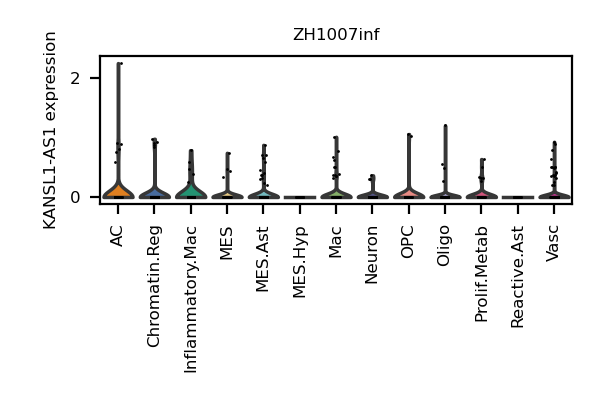 ZH1007inf
KANSL1-AS1 expression
2
0
AC
Chromatin.Reg
Inflammatory.Mac
MES
MES.Ast
MES.Hyp
Mac
Neuron
OPC
Oligo
Prolif.Metab
Reactive.Ast
Vasc